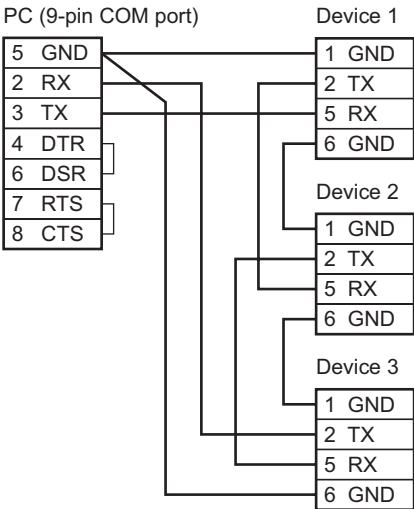 PC (9-pin COM port)
5 GND
2 RX
3 TX
4 DTR
6 DSR
7 RTS
8 CTS
Device 1
1 GND
2 TX
5 RX
6 GND
Device 2
1 GND
2 TX
5 RX
6 GND
Device 3
1 GND
2 TX
5 RX
6 GND